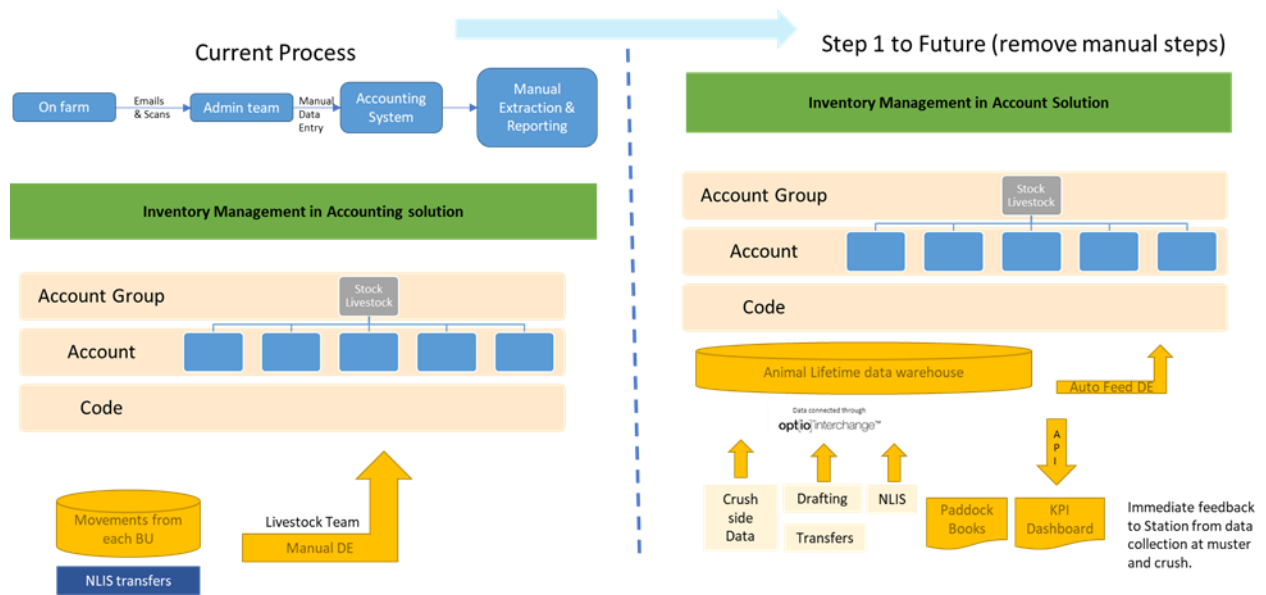 Current Process
On farm
Emails
& Scans
Admin team
Manual
Data
Entry
Accounting
System
Manual
Extraction &
Reporting
Inventory Management in Accounting solution
Account Group
Stock
Livestock
Account
Code
Movements from
each BU
NLIS transfers
Livestock Team
Manual DE
Step 1 to Future (remove manual steps)
Inventory Management in Account Solution
Account Group
Stock
Livestock
Account
Code
Animal Lifetime data warehouse
Auto Feed DE
Data connected through
opt[io]interchange™
A
P
I
Crush
side
Data
Drafting
Transfers
NLIS
Paddock
Books
KPI
Dashboard
Immediate feedback
to Station from data
collection at muster
and crush.